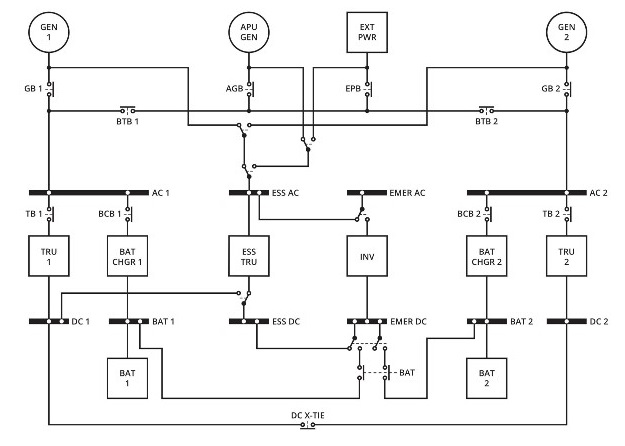 GEN
1
APU
GEN
EXT
PWR
GEN
2
GB 1
AGB
EPB
GB 2
BTB 1
BTB 2
AC 1
ESS AC
EMER AC
AC 2
TB 1
BCB 1
BCB 2
TB 2
TRU
1
BAT
CHGR 1
ESS
TRU
INV
BAT
CHGR 2
TRU
2
DC 1
BAT 1
ESS DC
EMER DC
BAT 2
DC 2
BAT
1
BAT
BAT
2
DC X-TIE